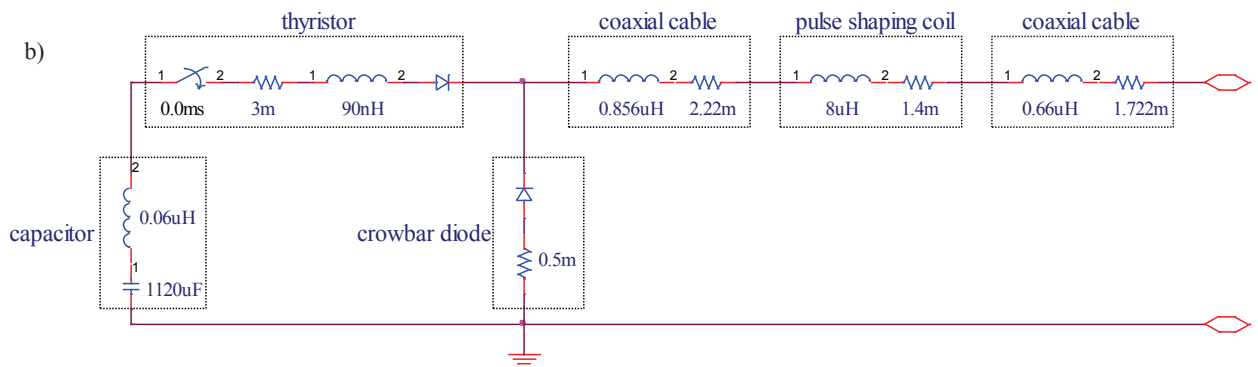 b)
thyristor
coaxial cable
pulse shaping coil
coaxial cable
1 2 1 2 1 2 1 2 1 2
0.0ms 3m 90nH 0.856uH 2.22m 8uH 1.4m 0.66uH 1.722m
2
0.06uH
capacitor
1
1120uF
crowbar diode
0.5m